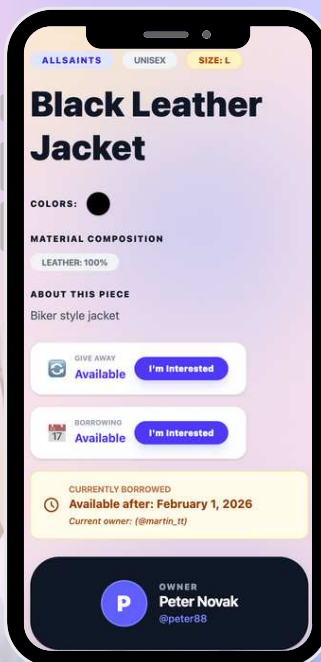 ALLSAINTS UNISEX SIZE: L
Black Leather
Jacket
COLORS:
MATERIAL COMPOSITION
LEATHER: 100%
ABOUT THIS PIECE
Biker style jacket
GIVE AWAY
Available I'm Interested
17
BORROWING
Available I'm Interested
CURRENTLY BORROWED
Available after: February 1, 2026
Current owner: (@martin_tt)
P
OWNER
Peter Novak
@peter88